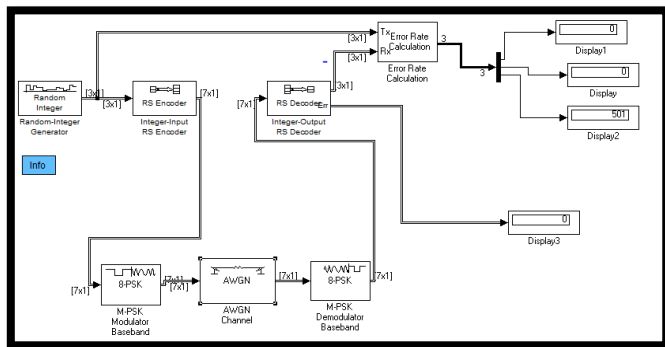 [3x1]
Tx
Error Rate
Calculation
Rx
3
[3x1]
Error Rate
Calculation
3
0
Display1
0
Display
501
Display2
Random
Integer
[3x1]
[3x1]
RS Encoder
[7x1]
[7x1]
RS Decoder
Err
[3x1]
Random-Integer
Generator
Integer-Input
RS Encoder
Integer-Output
RS Decoder
Info
0
Display3
[7x1]
8-PSK
[7x1]
[7x1]
AWGN
[7x1]
8-PSK
[7x1]
M-PSK
Modulator
Baseband
AWGN
Channel
M-PSK
Demodulator
Baseband